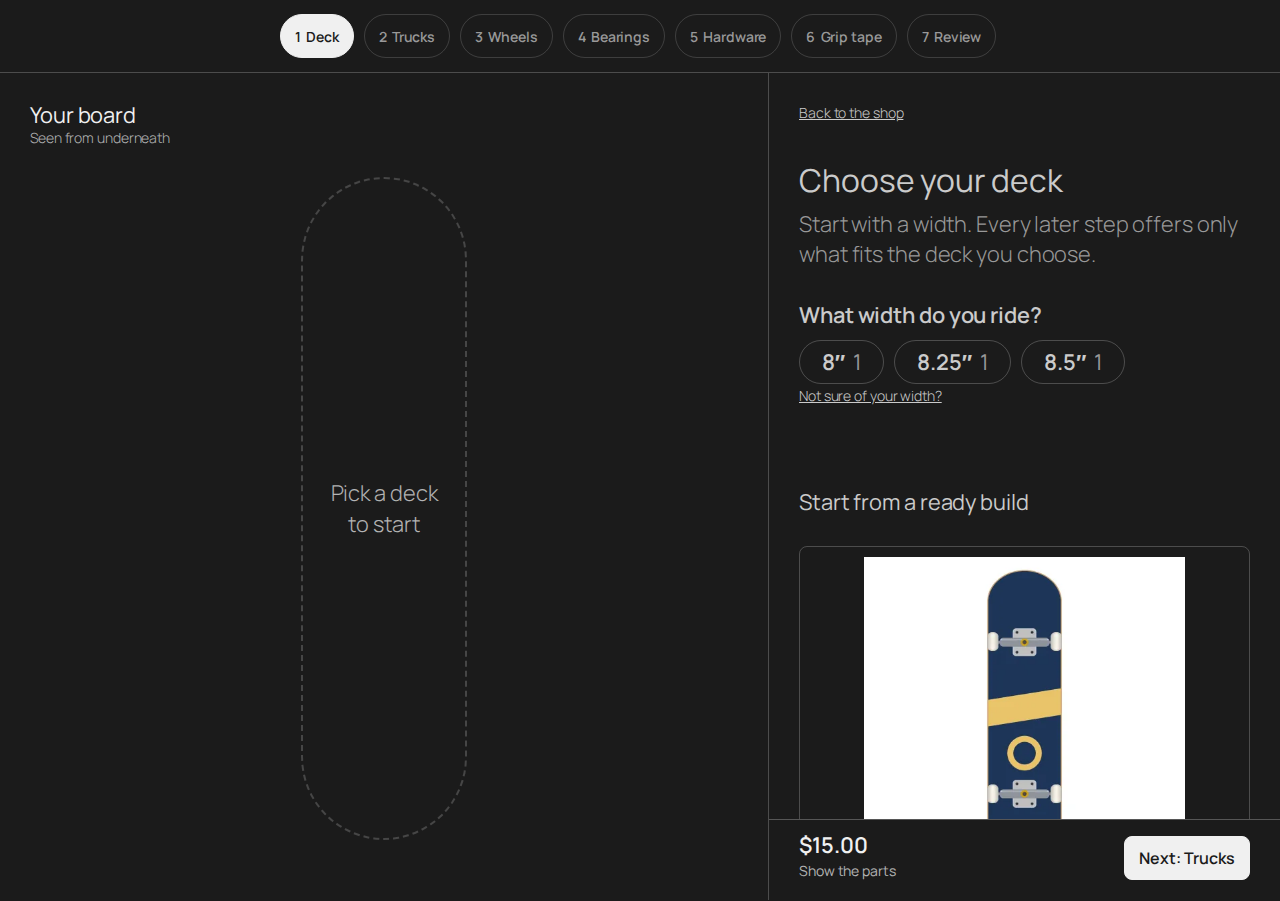 1 Deck
2 Trucks
3 Wheels
4 Bearings
5 Hardware
6 Grip tape
7 Review
Your board
Seen from underneath
Pick a deck
to start
Back to the shop
Choose your deck
Start with a width. Every later step offers only
what fits the deck you choose.
What width do you ride?
8″ 1
8.25″ 1
8.5″ 1
Not sure of your width?
Start from a ready build
$15.00
Show the parts
Next: Trucks